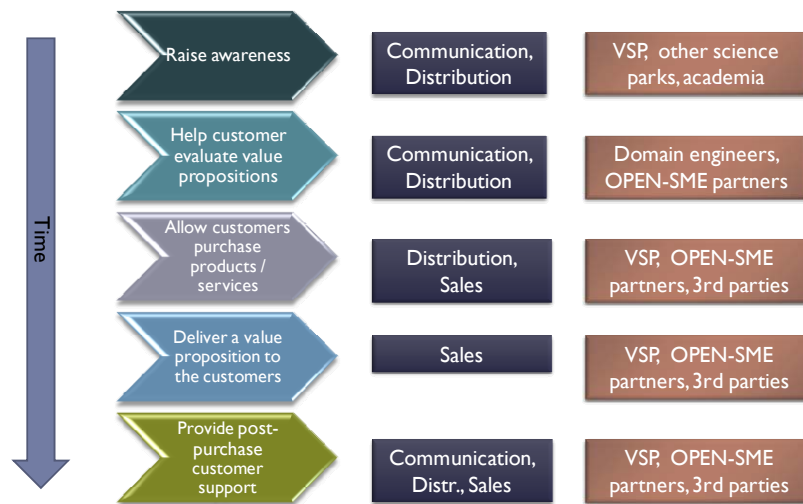 Time
Raise awareness
Communication,
Distribution
VSP, other science
parks, academia
Help customer
evaluate value
propositions
Communication,
Distribution
Domain engineers,
OPEN-SME partners
Allow customers
purchase
products /
services
Distribution,
Sales
VSP, OPEN-SME
partners, 3rd parties
Deliver a value
proposition to
the customers
Sales
VSP, OPEN-SME
partners, 3rd parties
Provide post-
purchase
customer
support
Communication,
Distr., Sales
VSP, OPEN-SME
partners, 3rd parties